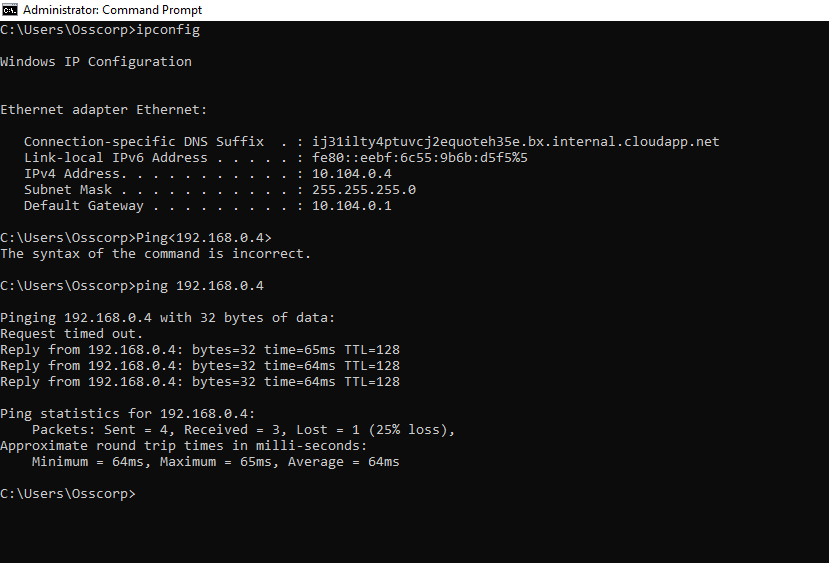 Administrator: Command Prompt
C:\Users\Osscorp>ipconfig
Windows IP Configuration
Ethernet adapter Ethernet:
   Connection-specific DNS Suffix  . : ij31ilty4ptuvcj2equoteh35e.bx.internal.cloudapp.net
   Link-local IPv6 Address . . . . . : fe80::eebf:6c55:9b6b:d5f5%5
   IPv4 Address. . . . . . . . . . . : 10.104.0.4
   Subnet Mask . . . . . . . . . . . : 255.255.255.0
   Default Gateway . . . . . . . . . : 10.104.0.1
C:\Users\Osscorp>Ping<192.168.0.4>
The syntax of the command is incorrect.
C:\Users\Osscorp>ping 192.168.0.4
Pinging 192.168.0.4 with 32 bytes of data:
Request timed out.
Reply from 192.168.0.4: bytes=32 time=65ms TTL=128
Reply from 192.168.0.4: bytes=32 time=64ms TTL=128
Reply from 192.168.0.4: bytes=32 time=64ms TTL=128
Ping statistics for 192.168.0.4:
    Packets: Sent = 4, Received = 3, Lost = 1 (25% loss),
Approximate round trip times in milli-seconds:
    Minimum = 64ms, Maximum = 65ms, Average = 64ms
C:\Users\Osscorp>